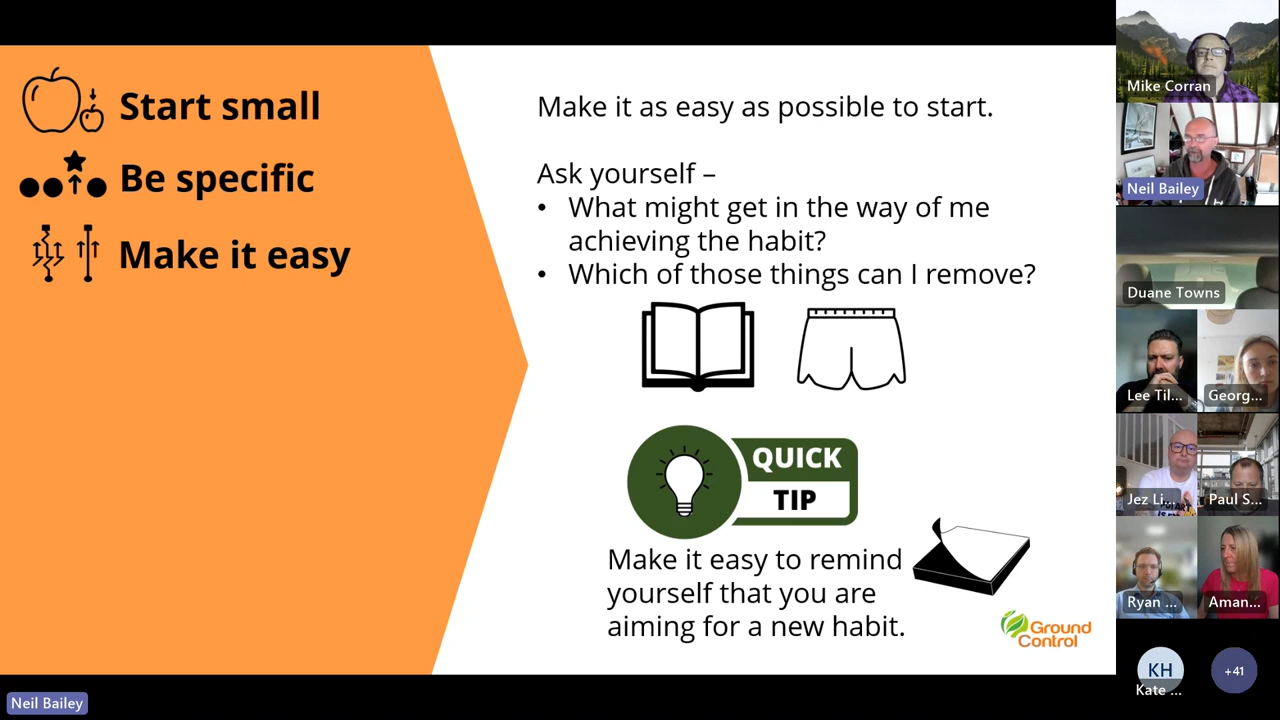 Start small
Be specific
Make it easy
Make it as easy as possible to start.
Ask yourself –
• What might get in the way of me
achieving the habit?
• Which of those things can I remove?
QUICK
TIP
Make it easy to remind
yourself that you are
aiming for a new habit.
Ground
Control
Neil Bailey
Mike Corran
Neil Bailey
Duane Towns
Lee Til...
Georg...
Jez Li...
Paul S...
Ryan ...
Aman...
KH
Kate ...
+41